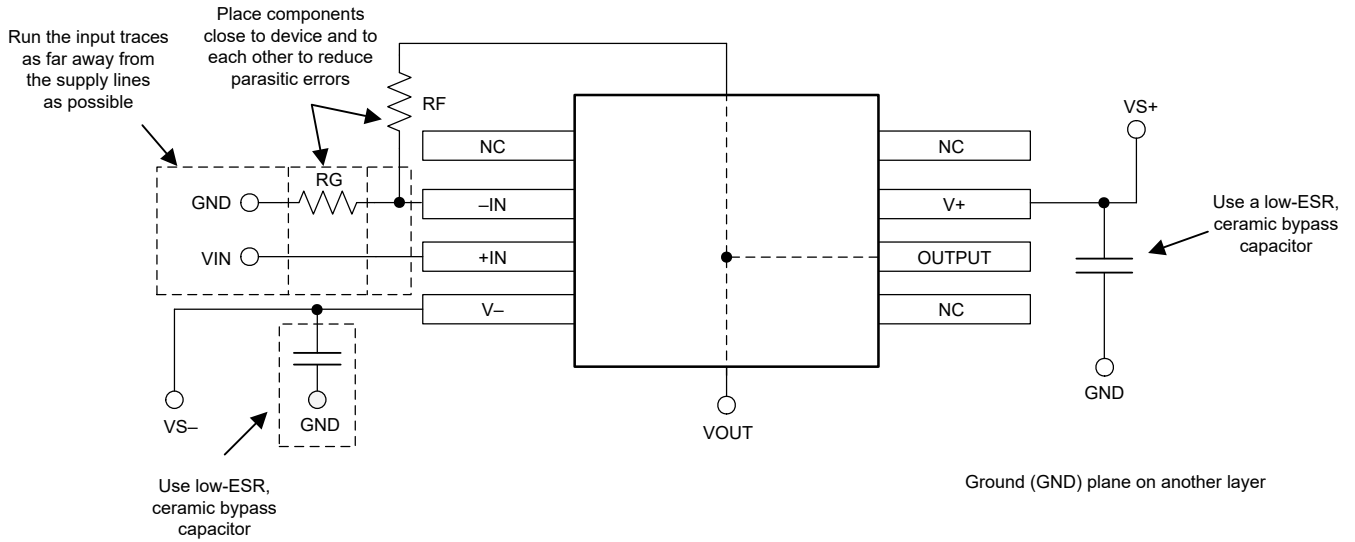 Place components
close to device and to
each other to reduce
parasitic errors
Run the input traces
as far away from
the supply lines
as possible
RF
VS+
NC
NC
RG
GND
–IN
V+
Use a low-ESR,
ceramic bypass
capacitor
VIN
+IN
OUTPUT
V–
NC
GND
VS–
GND
VOUT
Use low-ESR,
ceramic bypass
capacitor
Ground (GND) plane on another layer